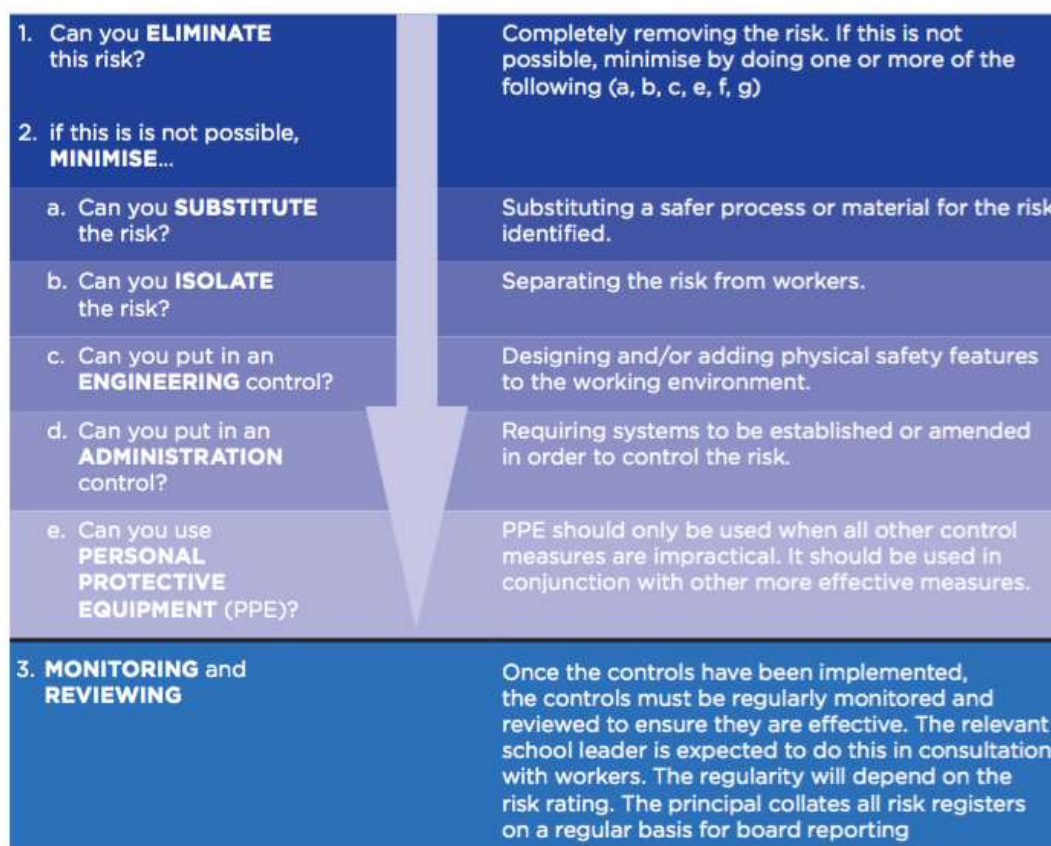 1. Can you ELIMINATE
this risk?
Completely removing the risk. If this is not
possible, minimise by doing one or more of the
following (a, b, c, e, f, g)
2. if this is is not possible,
MINIMISE...
a. Can you SUBSTITUTE
the risk?
Substituting a safer process or material for the risk
identified.
b. Can you ISOLATE
the risk?
Separating the risk from workers.
c. Can you put in an
ENGINEERING control?
Designing and/or adding physical safety features
to the working environment.
d. Can you put in an
ADMINISTRATION
control?
Requiring systems to be established or amended
in order to control the risk.
e. Can you use
PERSONAL
PROTECTIVE
EQUIPMENT (PPE)?
PPE should only be used when all other control
measures are impractical. It should be used in
conjunction with other more effective measures.
3. MONITORING and
REVIEWING
Once the controls have been implemented,
the controls must be regularly monitored and
reviewed to ensure they are effective. The relevant
school leader is expected to do this in consultation
with workers. The regularity will depend on the
risk rating. The principal collates all risk registers
on a regular basis for board reporting